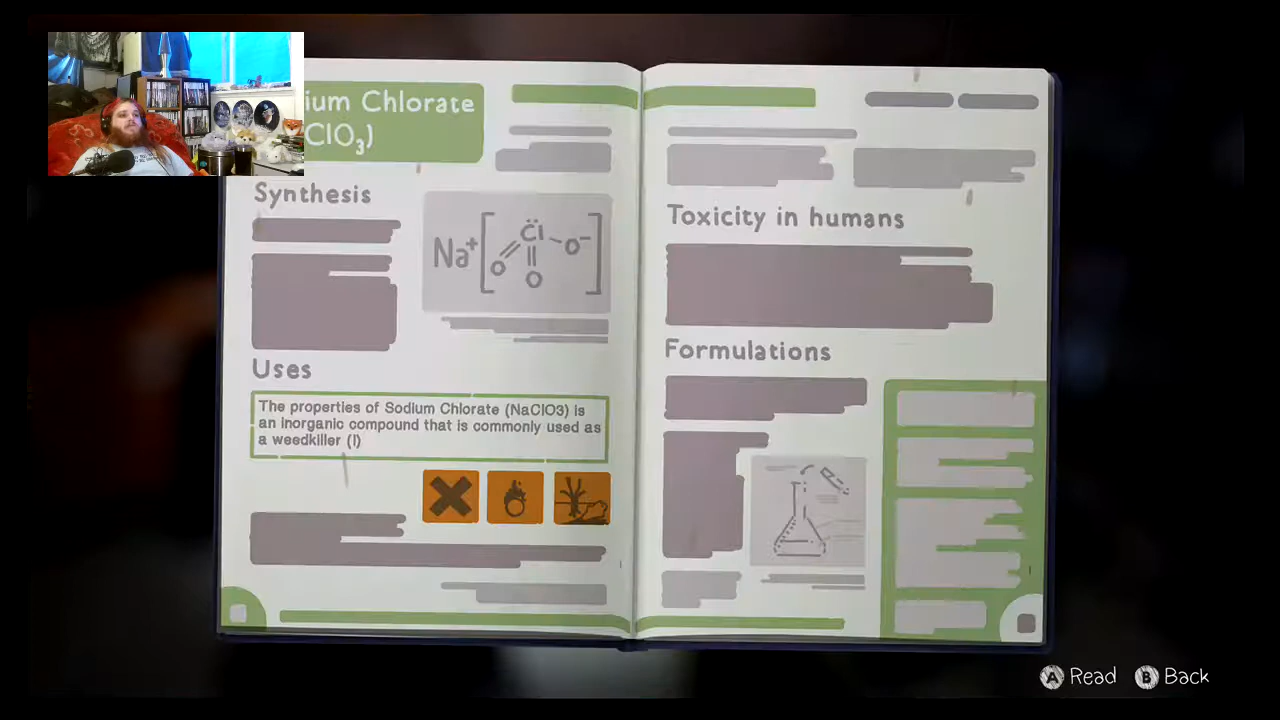 ium Chlorate
ClO3)
Synthesis
Na+ Cl O- O O
Uses
The properties of Sodium Chlorate (NaClO3) is
an inorganic compound that is commonly used as
a weedkiller (I)
Toxicity in humans
Formulations
A Read B Back